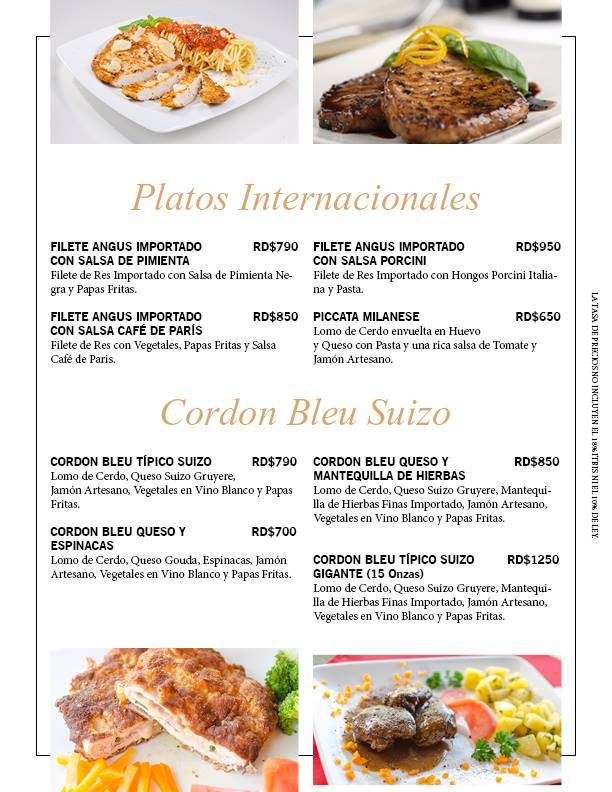 Platos Internacionales
FILETE ANGUS IMPORTADO RD$790
CON SALSA DE PIMIENTA
Filete de Res Importado con Salsa de Pimienta Ne-
gra y Papas Fritas.
FILETE ANGUS IMPORTADO RD$850
CON SALSA CAFÉ DE PARÍS
Filete de Res con Vegetales, Papas Fritas y Salsa
Café de Paris.
FILETE ANGUS IMPORTADO RD$950
CON SALSA PORCINI
Filete de Res Importado con Hongos Porcini Italia-
na y Pasta.
PICCATA MILANESE RD$650
Lomo de Cerdo envuelta en Huevo
y Queso con Pasta y una rica salsa de Tomate y
Jamón Artesano.
Cordon Bleu Suizo
CORDON BLEU TÍPICO SUIZO RD$790
Lomo de Cerdo, Queso Suizo Gruyere,
Jamón Artesano, Vegetales en Vino Blanco y Papas
Fritas.
CORDON BLEU QUESO Y RD$700
ESPINACAS
Lomo de Cerdo, Queso Gouda, Espinacas, Jamón
Artesano, Vegetales en Vino Blanco y Papas Fritas.
CORDON BLEU QUESO Y RD$850
MANTEQUILLA DE HIERBAS
Lomo de Cerdo, Queso Suizo Gruyere, Mantequi-
lla de Hierbas Finas Importado, Jamón Artesano,
Vegetales en Vino Blanco y Papas Fritas.
CORDON BLEU TÍPICO SUIZO RD$1250
GIGANTE (15 Onzas)
Lomo de Cerdo, Queso Suizo Gruyere, Mantequi-
lla de Hierbas Finas Importado, Jamón Artesano,
Vegetales en Vino Blanco y Papas Fritas.
LA TASA DE PRECIOS NO INCLUYEN EL 18% ITBIS NI EL 10% DE LEY.